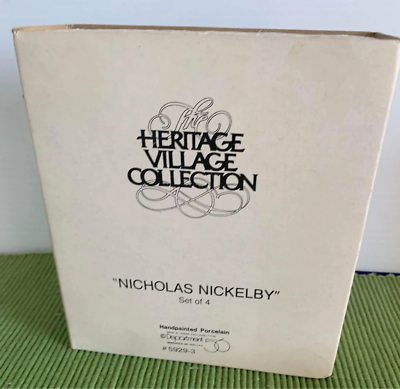 The
HERITAGE
VILLAGE
COLLECTION
"NICHOLAS NICKELBY"
Set of 4
Handpainted Porcelain
©Department 56
#5929-3